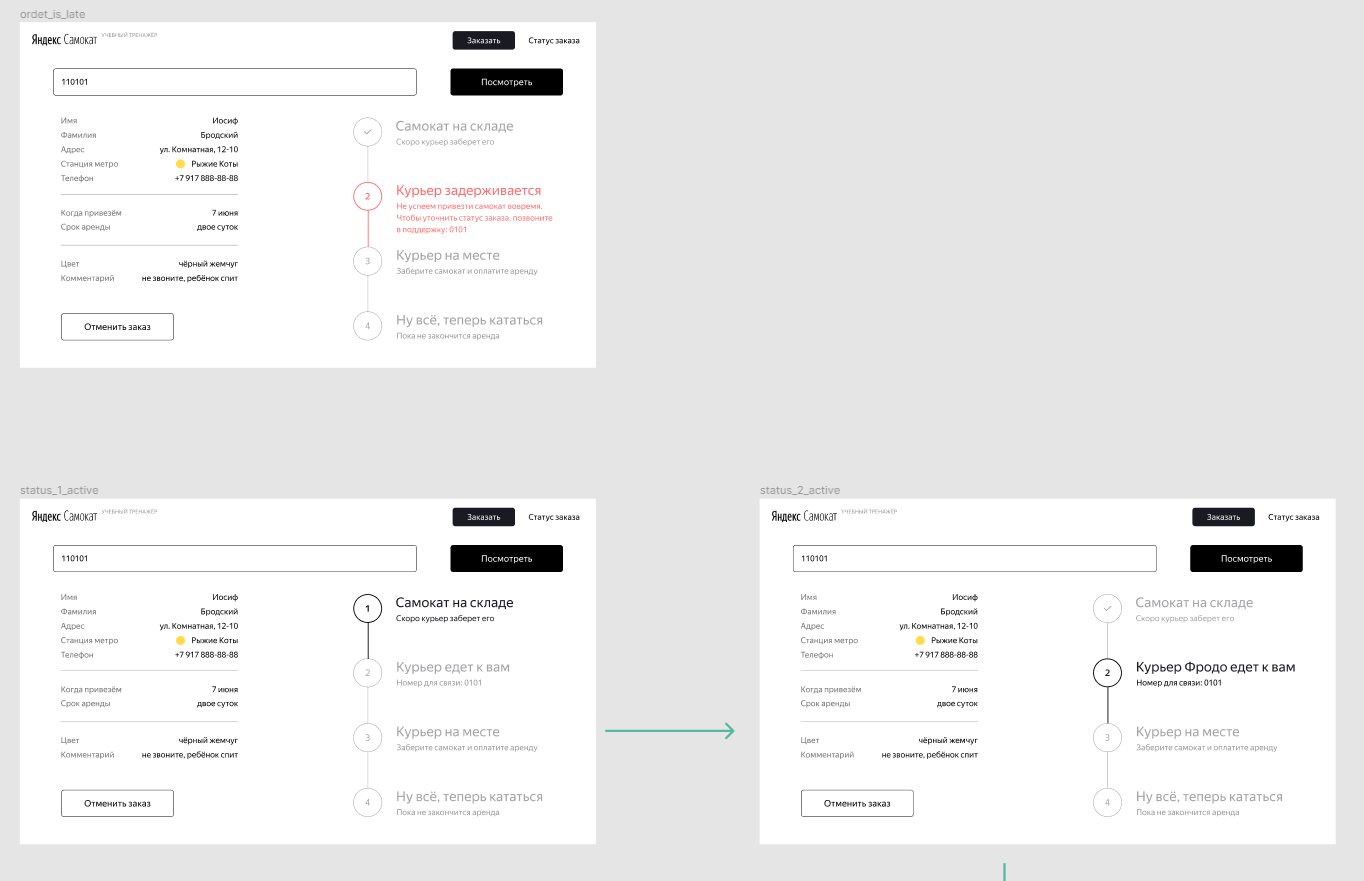 ordet_is_late
Яндекс Самокат УЧЕБНЫЙ ТРЕНАЖЁР
Заказать Статус заказа
110101 Посмотреть
Имя Иосиф
Фамилия Бродский
Адрес ул. Комнатная, 12-10
Станция метро Рыжие Коты
Телефон +7 917 888-88-88
Когда привезём 7 июня
Срок аренды двое суток
Цвет чёрный жемчуг
Комментарий не звоните, ребёнок спит
Отменить заказ
Самокат на складе
Скоро курьер заберет его
2 Курьер задерживается
Не успеем привезти самокат вовремя.
Чтобы уточнить статус заказа, позвоните
в поддержку: 0101
3 Курьер на месте
Заберите самокат и оплатите аренду
4 Ну всё, теперь кататься
Пока не закончится аренда
status_1_active
Яндекс Самокат УЧЕБНЫЙ ТРЕНАЖЁР
Заказать Статус заказа
110101 Посмотреть
Имя Иосиф
Фамилия Бродский
Адрес ул. Комнатная, 12-10
Станция метро Рыжие Коты
Телефон +7 917 888-88-88
Когда привезём 7 июня
Срок аренды двое суток
Цвет чёрный жемчуг
Комментарий не звоните, ребёнок спит
Отменить заказ
1 Самокат на складе
Скоро курьер заберет его
2 Курьер едет к вам
Номер для связи: 0101
3 Курьер на месте
Заберите самокат и оплатите аренду
4 Ну всё, теперь кататься
Пока не закончится аренда
status_2_active
Яндекс Самокат УЧЕБНЫЙ ТРЕНАЖЁР
Заказать Статус заказа
110101 Посмотреть
Имя Иосиф
Фамилия Бродский
Адрес ул. Комнатная, 12-10
Станция метро Рыжие Коты
Телефон +7 917 888-88-88
Когда привезём 7 июня
Срок аренды двое суток
Цвет чёрный жемчуг
Комментарий не звоните, ребёнок спит
Отменить заказ
Самокат на складе
Скоро курьер заберет его
2 Курьер Фродо едет к вам
Номер для связи: 0101
3 Курьер на месте
Заберите самокат и оплатите аренду
4 Ну всё, теперь кататься
Пока не закончится аренда